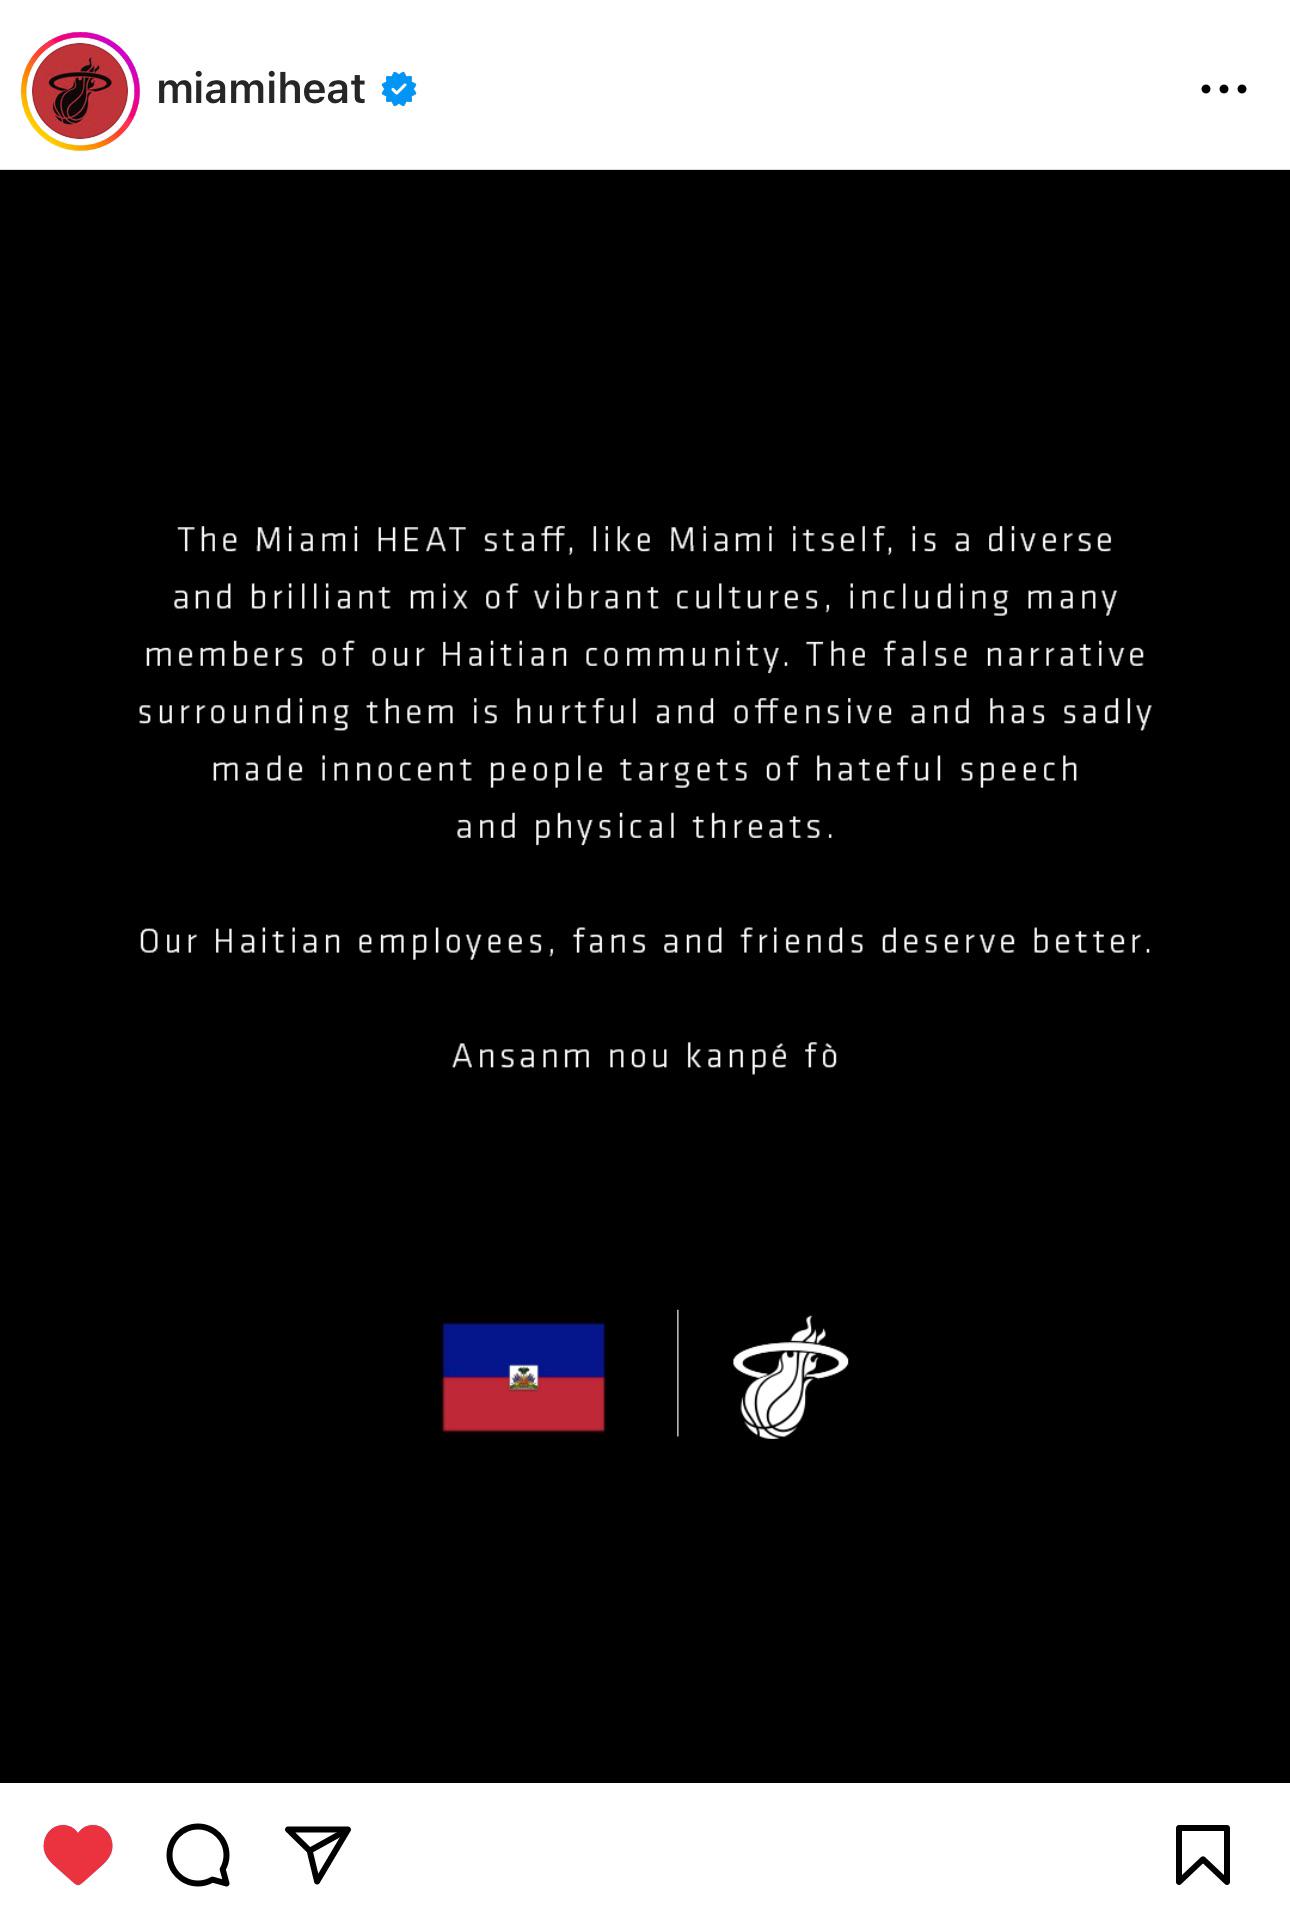 miamiheat
The Miami HEAT staff, like Miami itself, is a diverse
and brilliant mix of vibrant cultures, including many
members of our Haitian community. The false narrative
surrounding them is hurtful and offensive and has sadly
made innocent people targets of hateful speech
and physical threats.
Our Haitian employees, fans and friends deserve better.
Ansanm nou kanpé fò